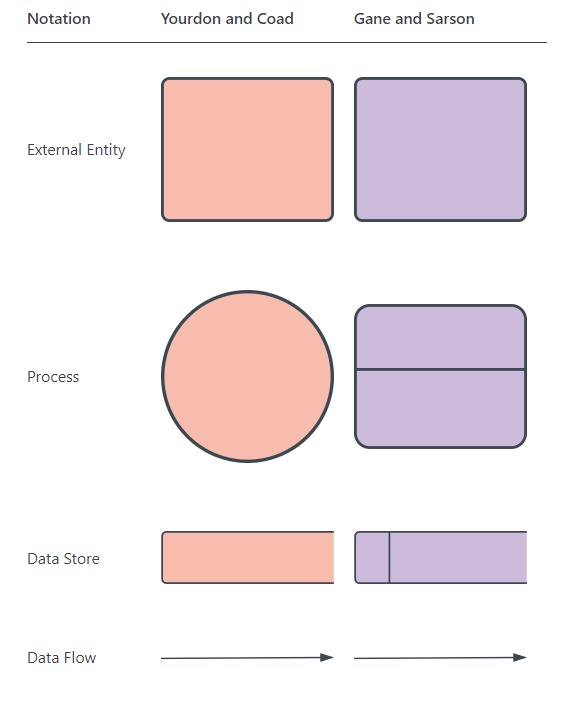 Notation Yourdon and Coad Gane and Sarson
External Entity
Process
Data Store
Data Flow